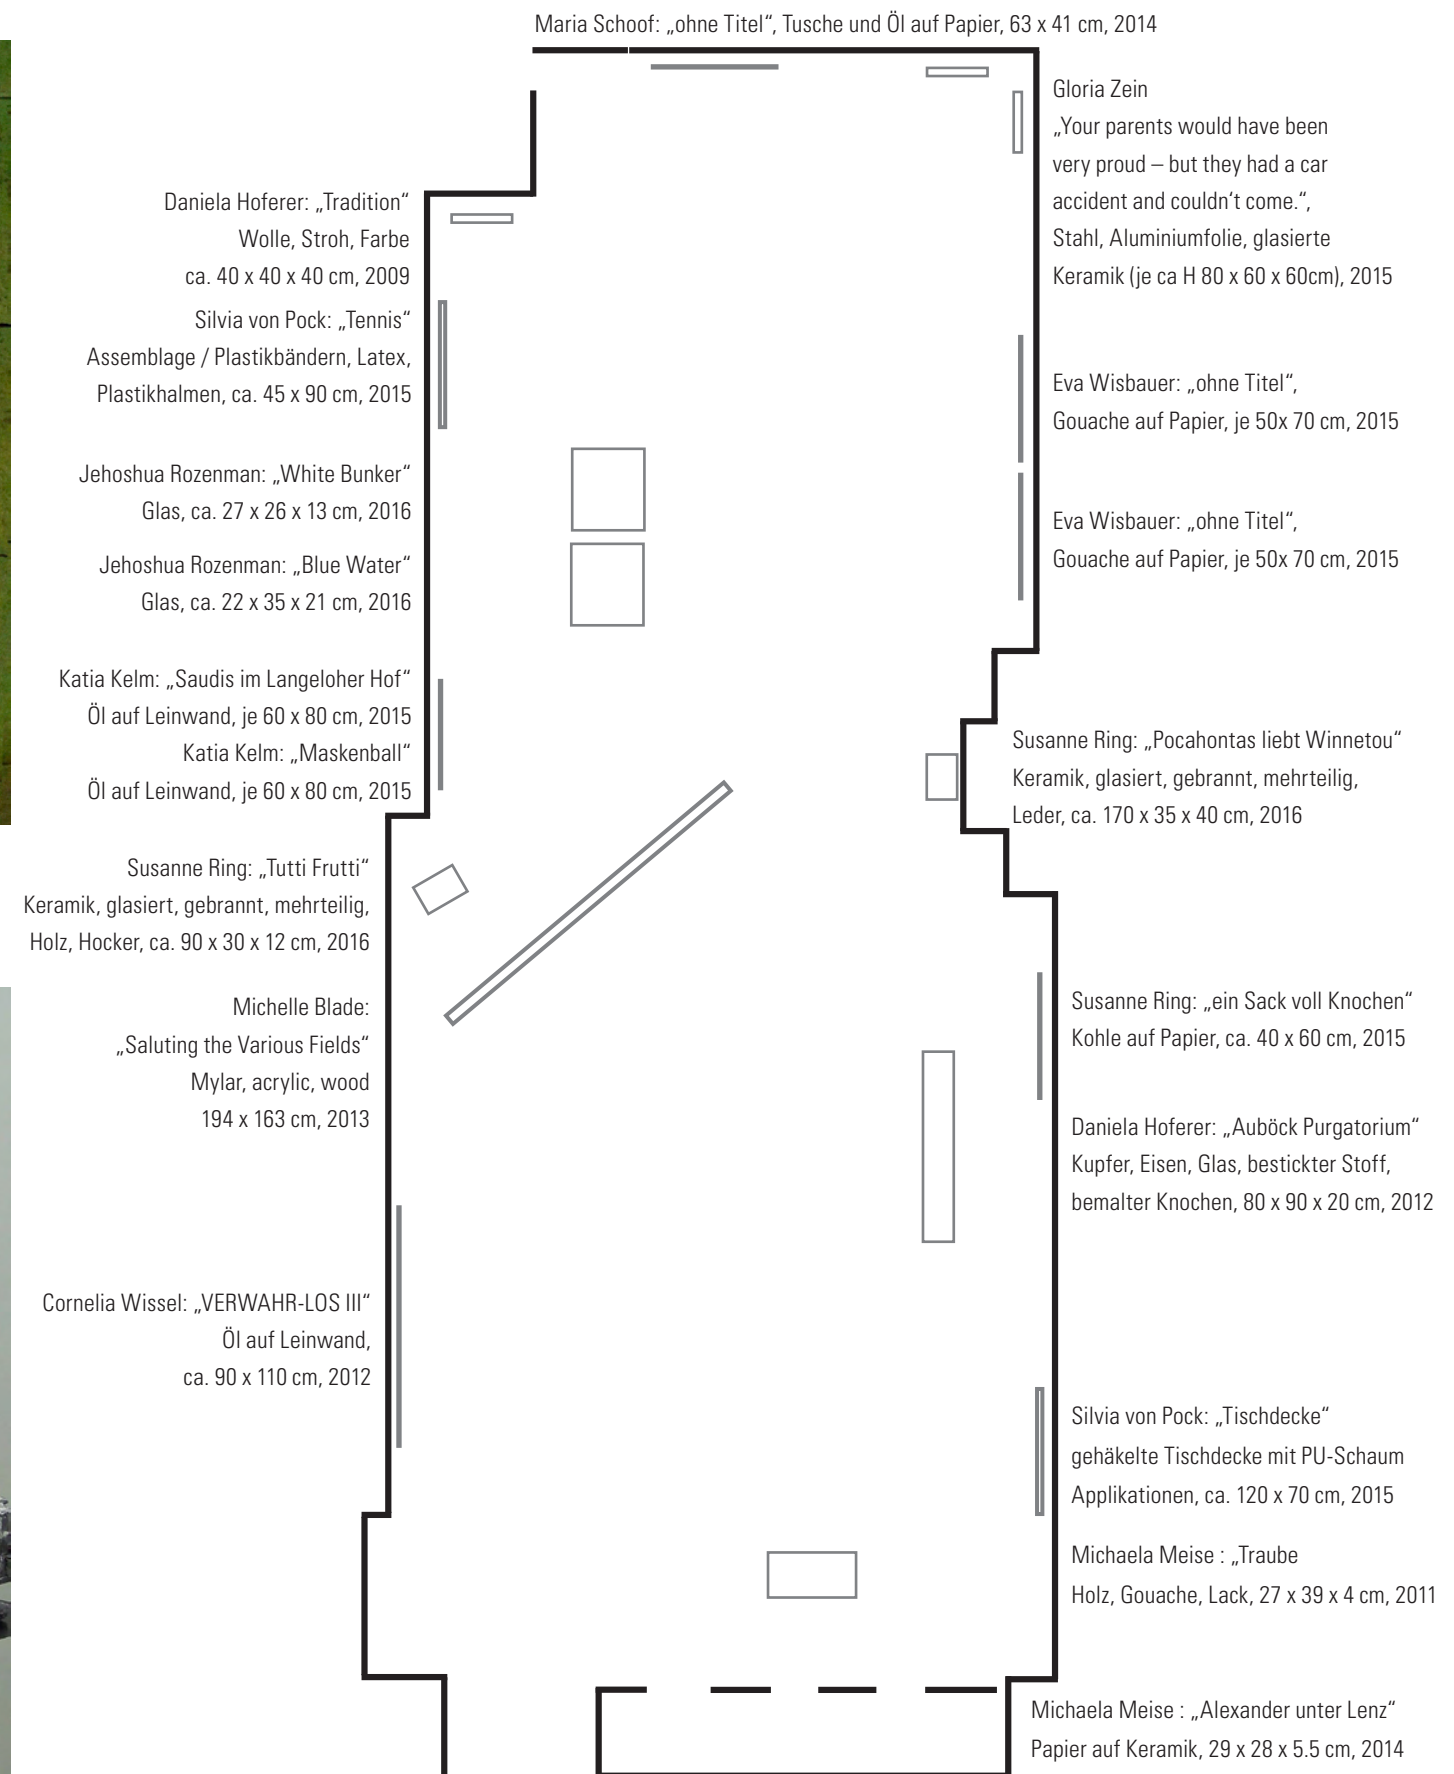 Maria Schoof: „ohne Titel“, Tusche und Öl auf Papier, 63 x 41 cm, 2014
Daniela Hoferer: „Tradition“
Wolle, Stroh, Farbe
ca. 40 x 40 x 40 cm, 2009
Silvia von Pock: „Tennis“
Assemblage / Plastikbändern, Latex,
Plastikhalmen, ca. 45 x 90 cm, 2015
Jehoshua Rozenman: „White Bunker“
Glas, ca. 27 x 26 x 13 cm, 2016
Jehoshua Rozenman: „Blue Water“
Glas, ca. 22 x 35 x 21 cm, 2016
Katia Kelm: „Saudis im Langeloher Hof“
Öl auf Leinwand, je 60 x 80 cm, 2015
Katia Kelm: „Maskenball“
Öl auf Leinwand, je 60 x 80 cm, 2015
Susanne Ring: „Tutti Frutti“
Keramik, glasiert, gebrannt, mehrteilig,
Holz, Hocker, ca. 90 x 30 x 12 cm, 2016
Michelle Blade:
„Saluting the Various Fields“
Mylar, acrylic, wood
194 x 163 cm, 2013
Cornelia Wissel: „VERWAHR-LOS III“
Öl auf Leinwand,
ca. 90 x 110 cm, 2012
Gloria Zein
„Your parents would have been
very proud – but they had a car
accident and couldn‘t come.“,
Stahl, Aluminiumfolie, glasierte
Keramik (je ca H 80 x 60 x 60cm), 2015
Eva Wisbauer: „ohne Titel“,
Gouache auf Papier, je 50x 70 cm, 2015
Eva Wisbauer: „ohne Titel“,
Gouache auf Papier, je 50x 70 cm, 2015
Susanne Ring: „Pocahontas liebt Winnetou“
Keramik, glasiert, gebrannt, mehrteilig,
Leder, ca. 170 x 35 x 40 cm, 2016
Susanne Ring: „ein Sack voll Knochen“
Kohle auf Papier, ca. 40 x 60 cm, 2015
Daniela Hoferer: „Auböck Purgatorium“
Kupfer, Eisen, Glas, bestickter Stoff,
bemalter Knochen, 80 x 90 x 20 cm, 2012
Silvia von Pock: „Tischdecke“
gehäkelte Tischdecke mit PU-Schaum
Applikationen, ca. 120 x 70 cm, 2015
Michaela Meise : „Traube
Holz, Gouache, Lack, 27 x 39 x 4 cm, 2011
Michaela Meise : „Alexander unter Lenz“
Papier auf Keramik, 29 x 28 x 5.5 cm, 2014